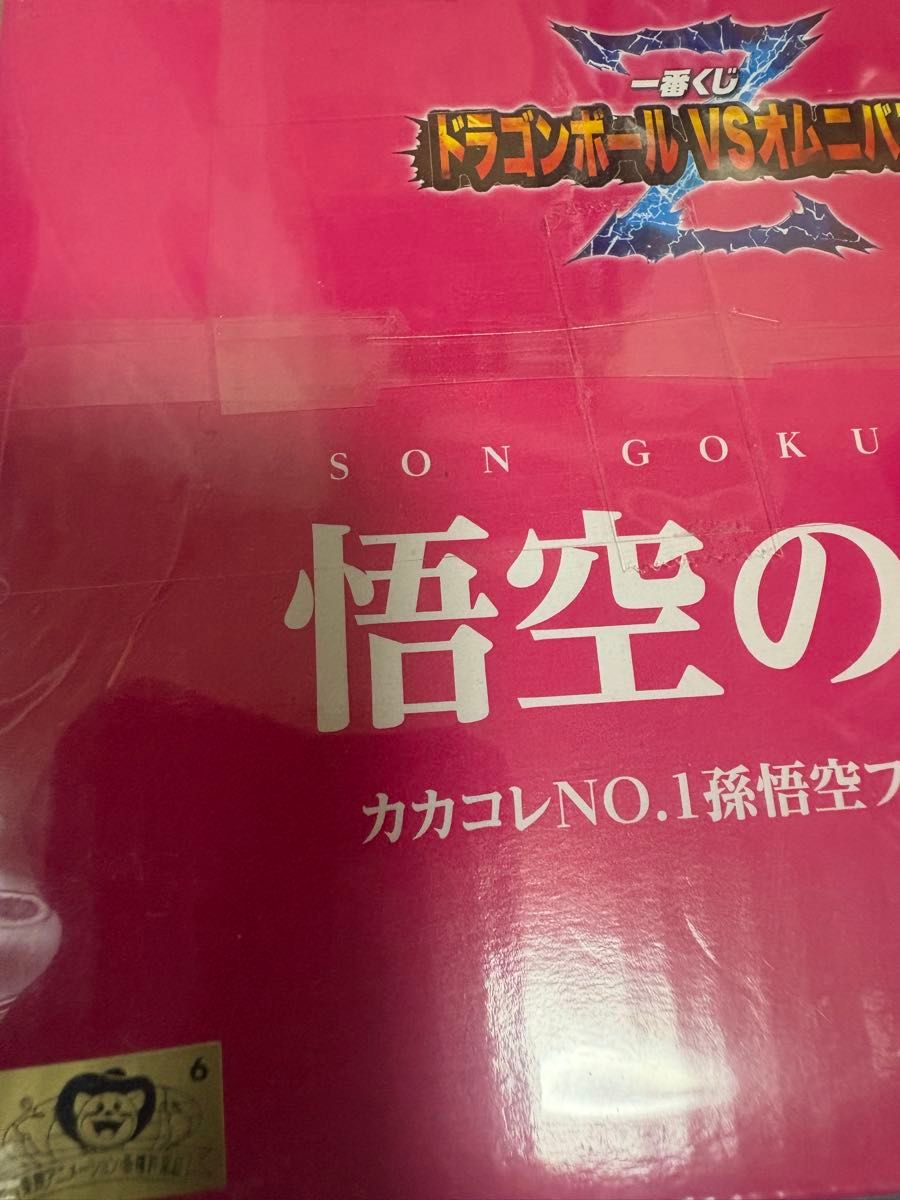 一番くじ
ドラゴンボール VSオムニバ
SON GOKU
悟空の
カカコレNO.1孫悟空フ
6